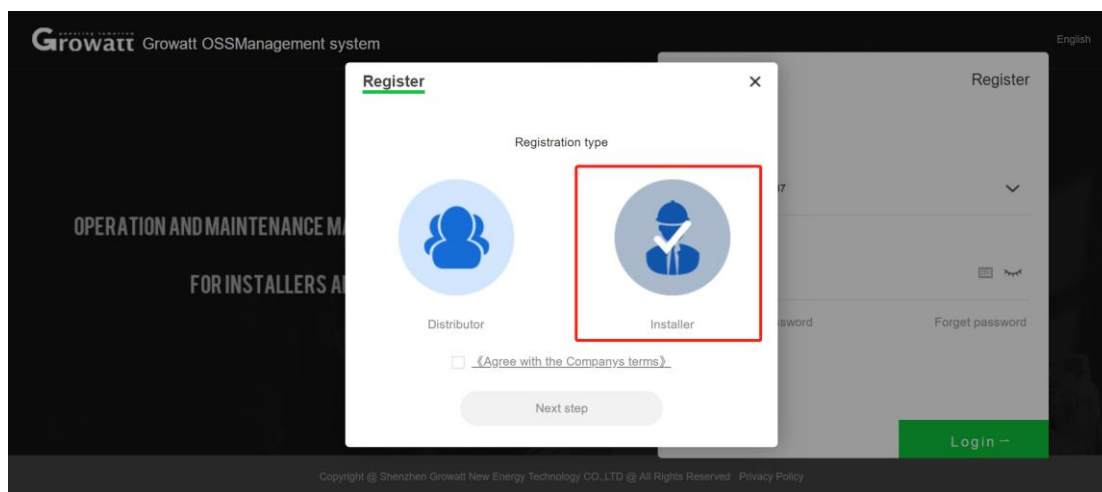 Growatt Growatt OSSManagement system
English
Register
Register
Registration type
OPERATION AND MAINTENANCE
FOR INSTALLERS
Distributor
Installer
Forget password
《Agree with the Companys terms》
Next step
Login
Copyright @ Shenzhen Growatt New Energy Technology CO.,LTD @ All Rights Reserved Privacy Policy